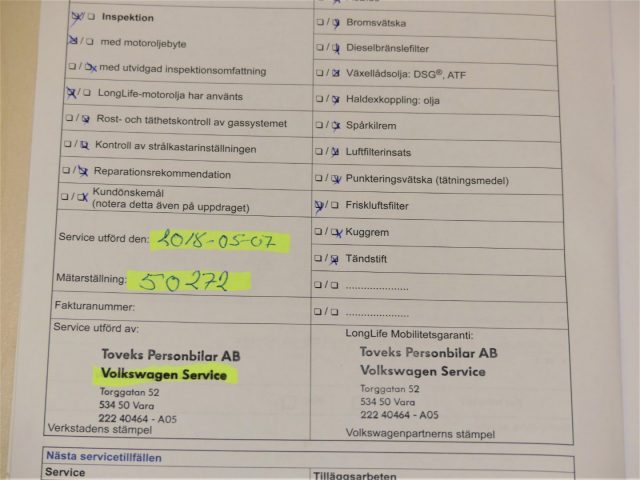 Inspektion
med motoroljebyte
med utvidgad inspektionsomfattning
LongLife-motorolja har använts
Rost- och täthetskontroll av gassystemet
Kontroll av strålkastarinställningen
Reparationsrekommendation
Kundönskemål
(notera detta även på uppdraget)
Service utförd den: 2018-05-07
Mätarställning: 50272
Fakturanummer:
Service utförd av:
Toveks Personbilar AB
Volkswagen Service
Torggatan 52
534 50 Vara
222 40464 - A05
Verkstadens stämpel
Bromsvätska
Dieselbränslefilter
Växellådsolja: DSG®, ATF
Haldexkoppling: olja
Spårkilrem
Luftfilterinsats
Punkteringsvätska (tätningsmedel)
Friskluftsfilter
Kuggrem
Tändstift
.....................
.....................
LongLife Mobilitetsgaranti:
Toveks Personbilar AB
Volkswagen Service
Torggatan 52
534 50 Vara
222 40464 - A05
Volkswagenpartnerns stämpel
Nästa servicetillfällen
Service
Tilläggsarbeten